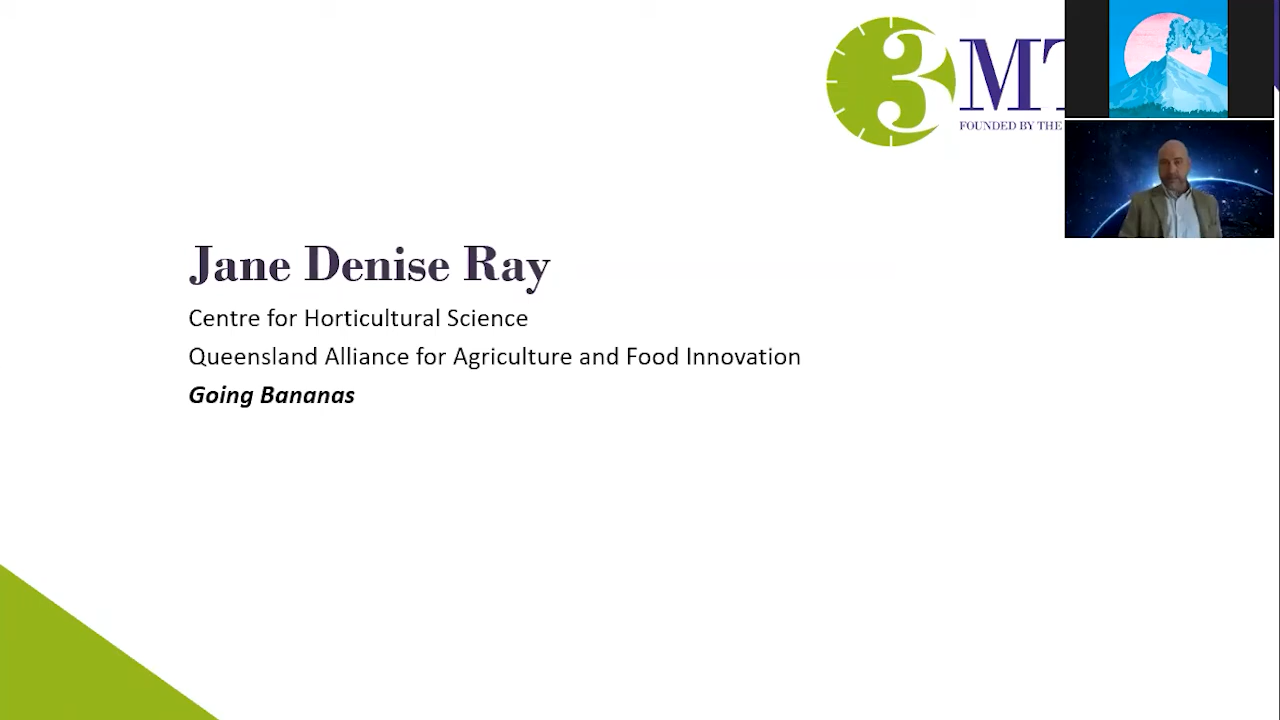 3MT
FOUNDED BY THE
Jane Denise Ray
Centre for Horticultural Science
Queensland Alliance for Agriculture and Food Innovation
Going Bananas